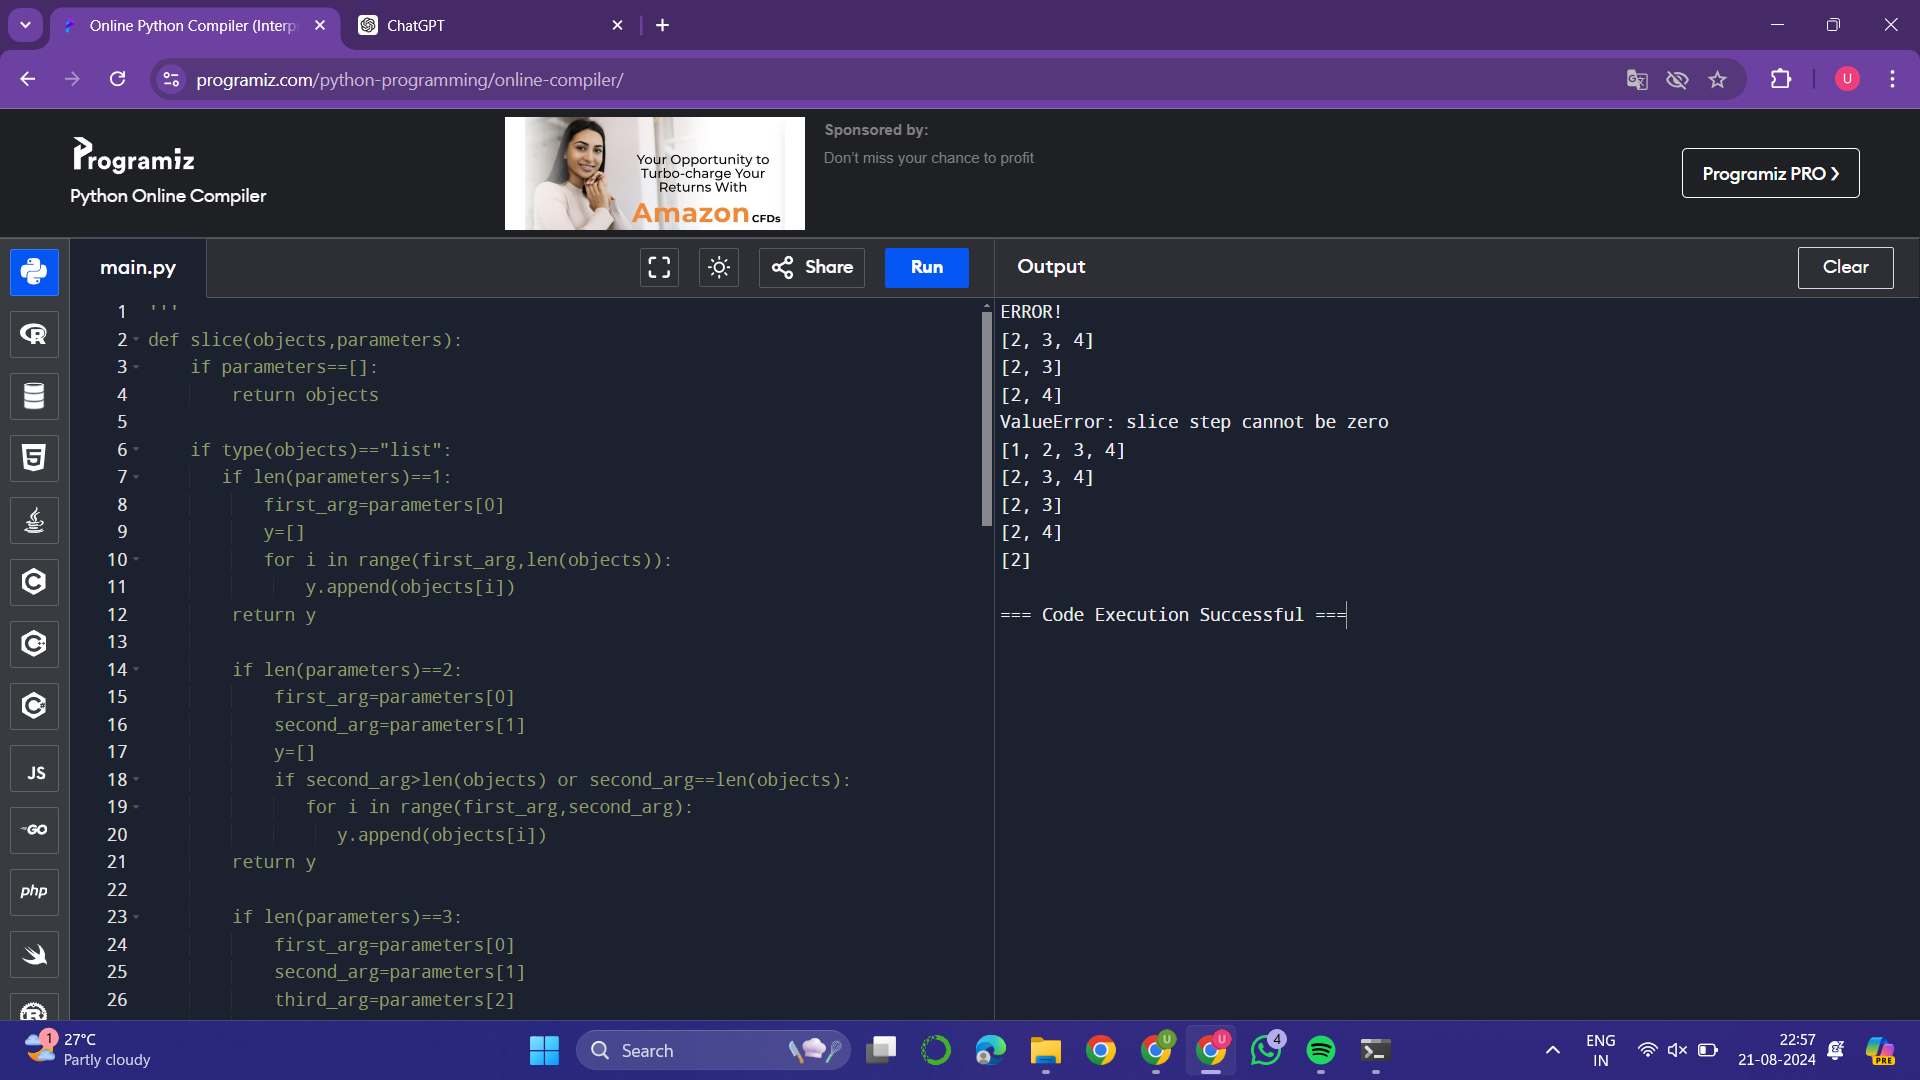 Online Python Compiler (Interp
ChatGPT
programiz.com/python-programming/online-compiler/
U
Programiz
Python Online Compiler
Your Opportunity to
Turbo-charge Your
Returns With
Amazon CFDs
Sponsored by:
Don't miss your chance to profit
Programiz PRO
main.py
Share
Run
Output
Clear
1 '''
2 def slice(objects,parameters):
3     if parameters==[]:
4         return objects
5
6     if type(objects)=="list":
7        if len(parameters)==1:
8            first_arg=parameters[0]
9            y=[]
10            for i in range(first_arg,len(objects)):
11                y.append(objects[i])
12         return y
13
14         if len(parameters)==2:
15             first_arg=parameters[0]
16             second_arg=parameters[1]
17             y=[]
18             if second_arg>len(objects) or second_arg==len(objects):
19                for i in range(first_arg,second_arg):
20                   y.append(objects[i])
21         return y
22
23         if len(parameters)==3:
24             first_arg=parameters[0]
25             second_arg=parameters[1]
26             third_arg=parameters[2]
ERROR!
[2, 3, 4]
[2, 3]
[2, 4]
ValueError: slice step cannot be zero
[1, 2, 3, 4]
[2, 3, 4]
[2, 3]
[2, 4]
[2]
=== Code Execution Successful ===
R
5
C
C
C
JS
GO
php
R
1
27°C
Partly cloudy
Search
U
U
4
ENG
IN
22:57
21-08-2024
PRE